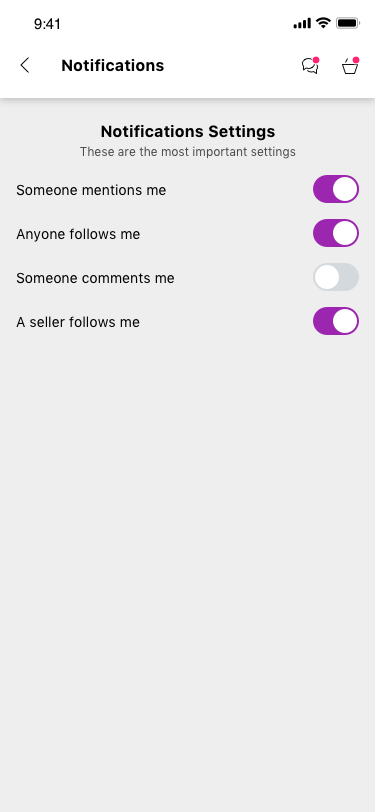 9:41
Notifications
Notifications Settings
These are the most important settings
Someone mentions me
Anyone follows me
Someone comments me
A seller follows me